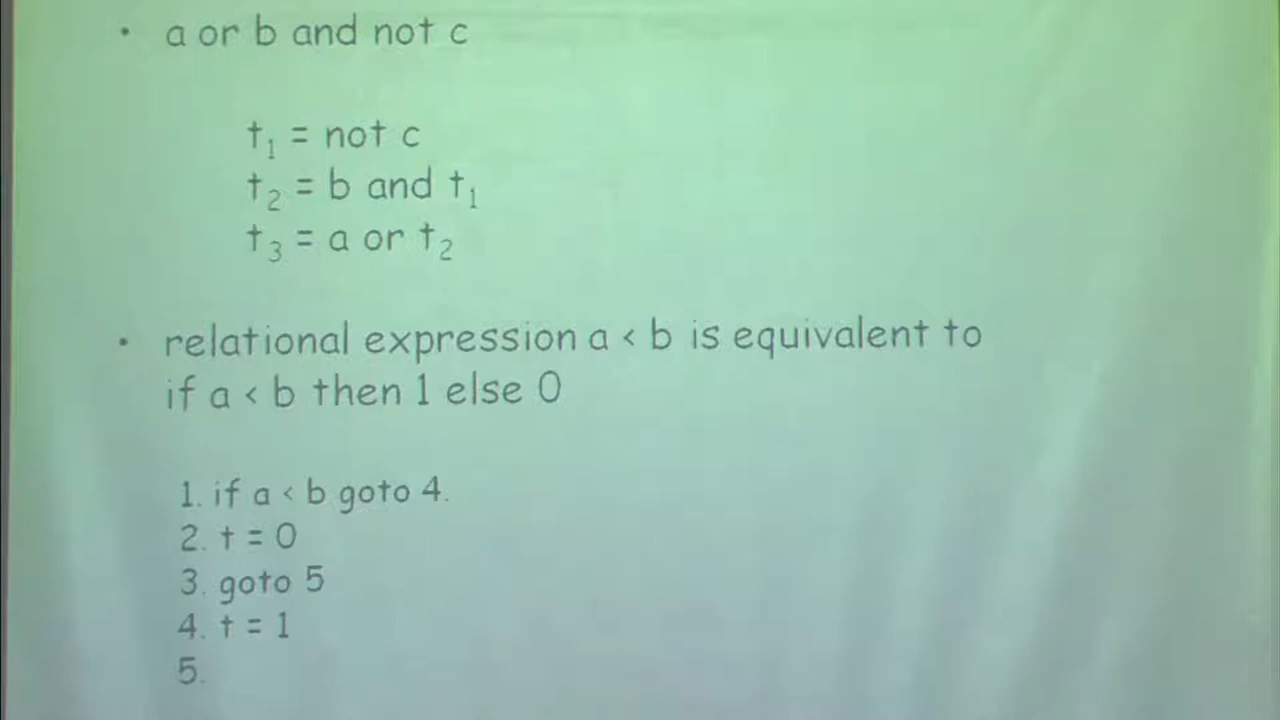 • a or b and not c
t₁ = not c
t₂ = b and t₁
t₃ = a or t₂
• relational expression a < b is equivalent to
if a < b then 1 else 0
1. if a < b goto 4.
2. t = 0
3. goto 5
4. t = 1
5.